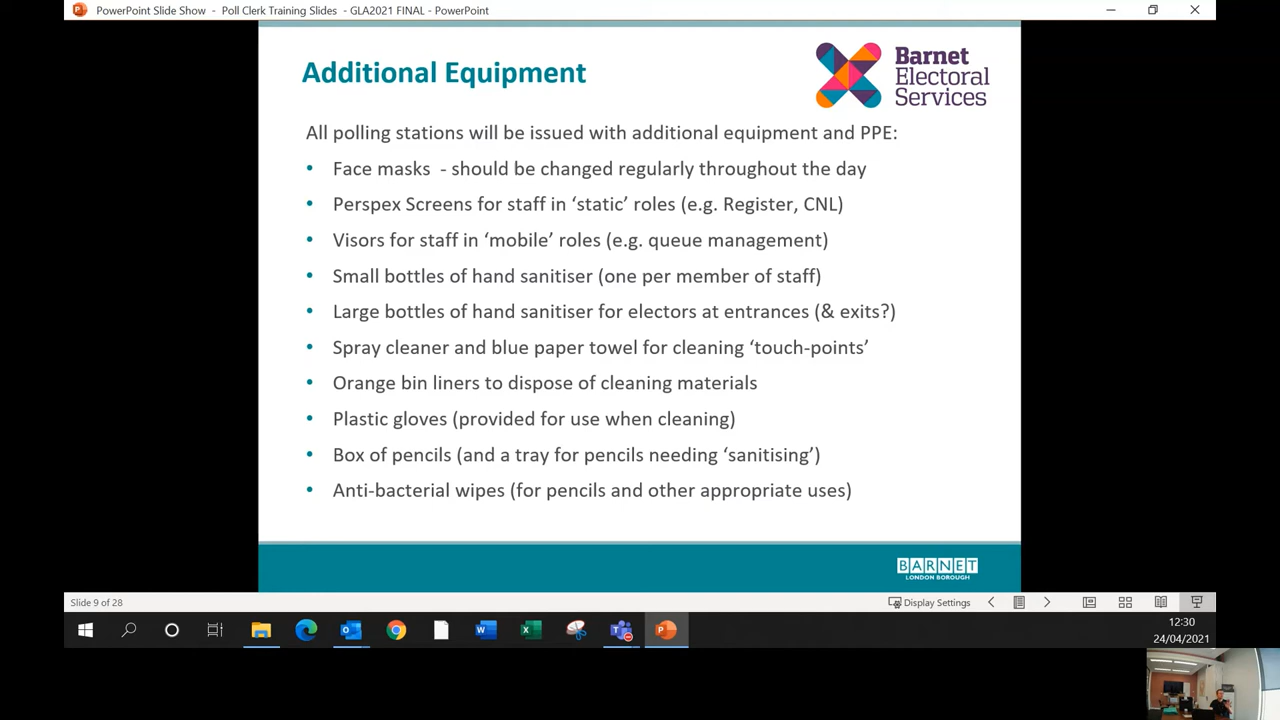 PowerPoint Slide Show - Poll Clerk Training Slides - GLA2021 FINAL - PowerPoint
Additional Equipment
Barnet
Electoral
Services
All polling stations will be issued with additional equipment and PPE:
• Face masks - should be changed regularly throughout the day
• Perspex Screens for staff in ‘static’ roles (e.g. Register, CNL)
• Visors for staff in ‘mobile’ roles (e.g. queue management)
• Small bottles of hand sanitiser (one per member of staff)
• Large bottles of hand sanitiser for electors at entrances (& exits?)
• Spray cleaner and blue paper towel for cleaning ‘touch-points’
• Orange bin liners to dispose of cleaning materials
• Plastic gloves (provided for use when cleaning)
• Box of pencils (and a tray for pencils needing ‘sanitising’)
• Anti-bacterial wipes (for pencils and other appropriate uses)
BARNET
LONDON BOROUGH
Slide 9 of 28
Display Settings
12:30
24/04/2021